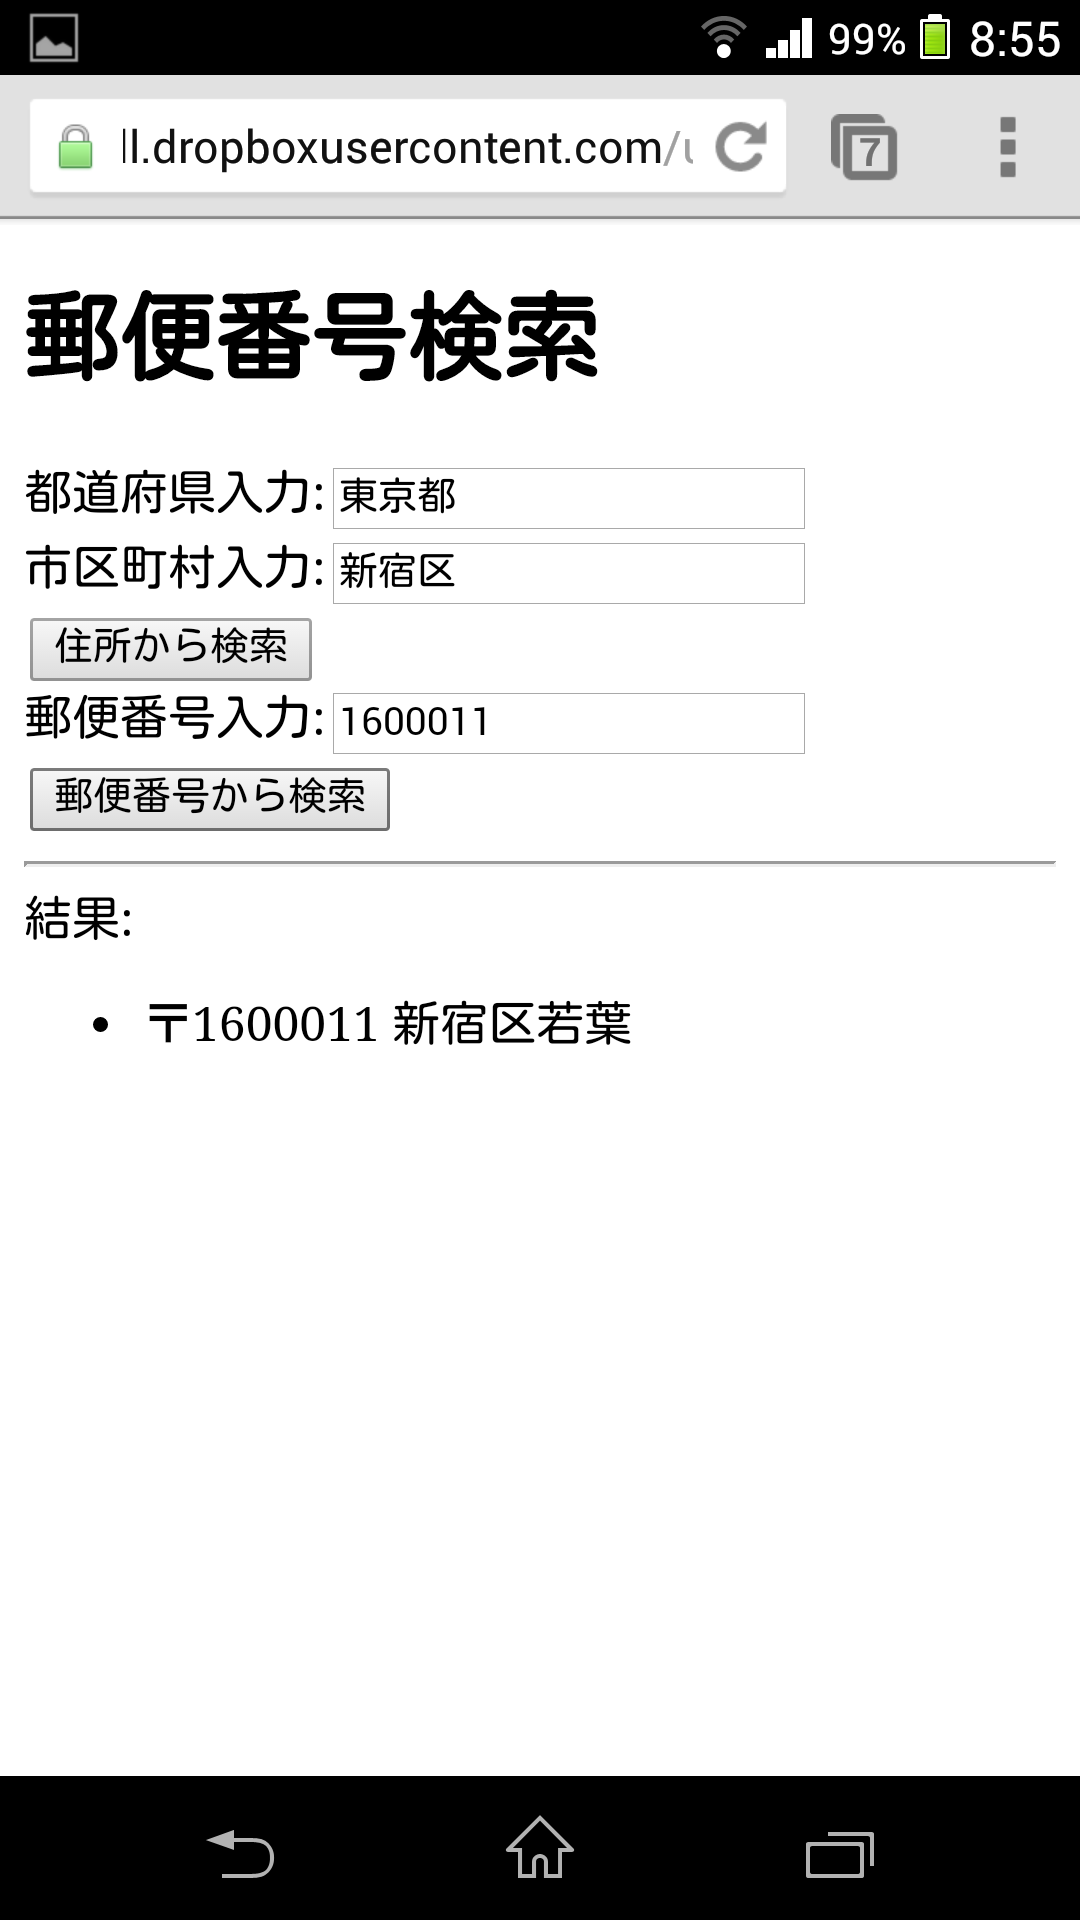 99% 8:55
ll.dropboxusercontent.com/
7
郵便番号検索
都道府県入力: 東京都
市区町村入力: 新宿区
住所から検索
郵便番号入力: 1600011
郵便番号から検索
結果:
• 〒1600011 新宿区若葉